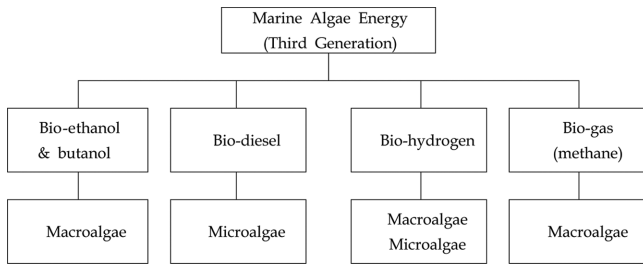 Marine Algae Energy
(Third Generation)
Bio-ethanol
& butanol
Bio-diesel
Bio-hydrogen
Bio-gas
(methane)
Macroalgae
Microalgae
Macroalgae
Microalgae
Macroalgae